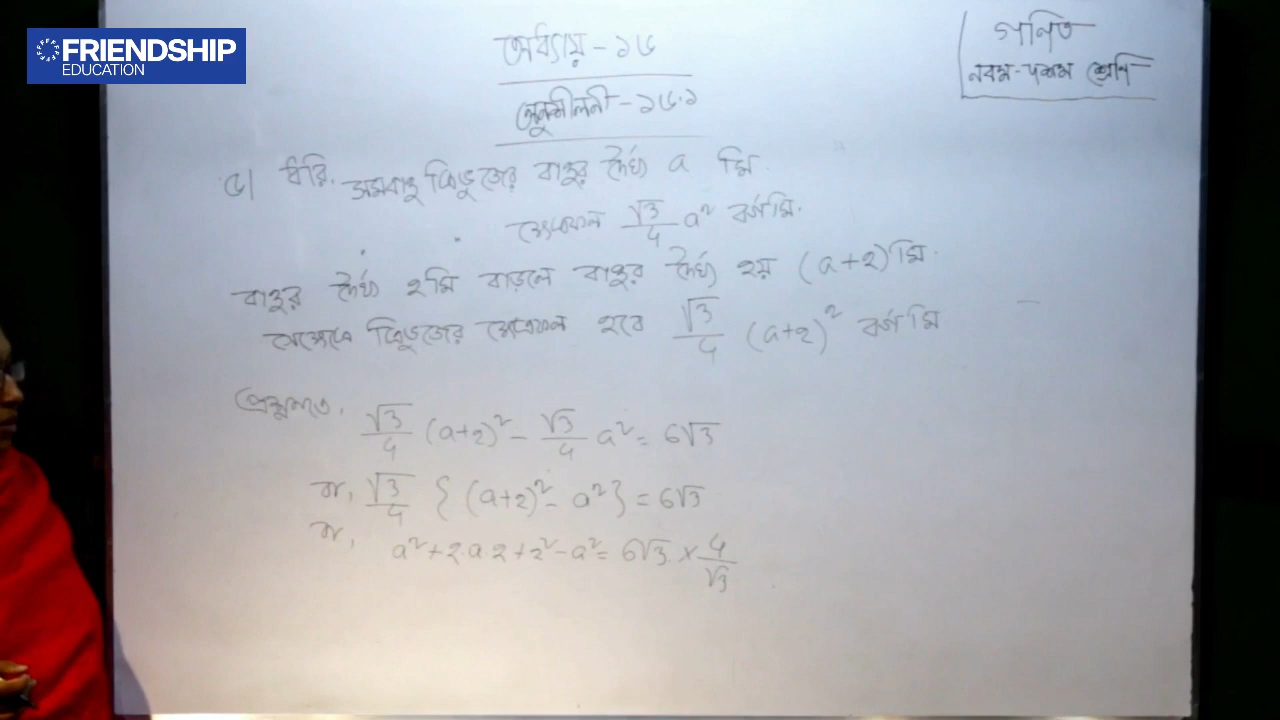 FRIENDSHIP
EDUCATION
অধ্যায় - ১৬
অনুশীলনী - ১৬.১
গণিত
নবম-দশম শ্রেণি
৫। ধরি, সমবাহু ত্রিভুজের বাহুর দৈর্ঘ্য a মি.
ক্ষেত্রফল √3/4 a² বর্গমি.
বাহুর দৈর্ঘ্য ২মি বাড়লে বাহুর দৈর্ঘ্য হয় (a+2) মি.
সেক্ষেত্রে ত্রিভুজের ক্ষেত্রফল হবে √3/4 (a+2)² বর্গমি
প্রশ্নমতে, √3/4 (a+2)² - √3/4 a² = 6√3
বা, √3/4 { (a+2)² - a² } = 6√3
বা, a² + 2.a.2 + 2² - a² = 6√3 × 4/√3